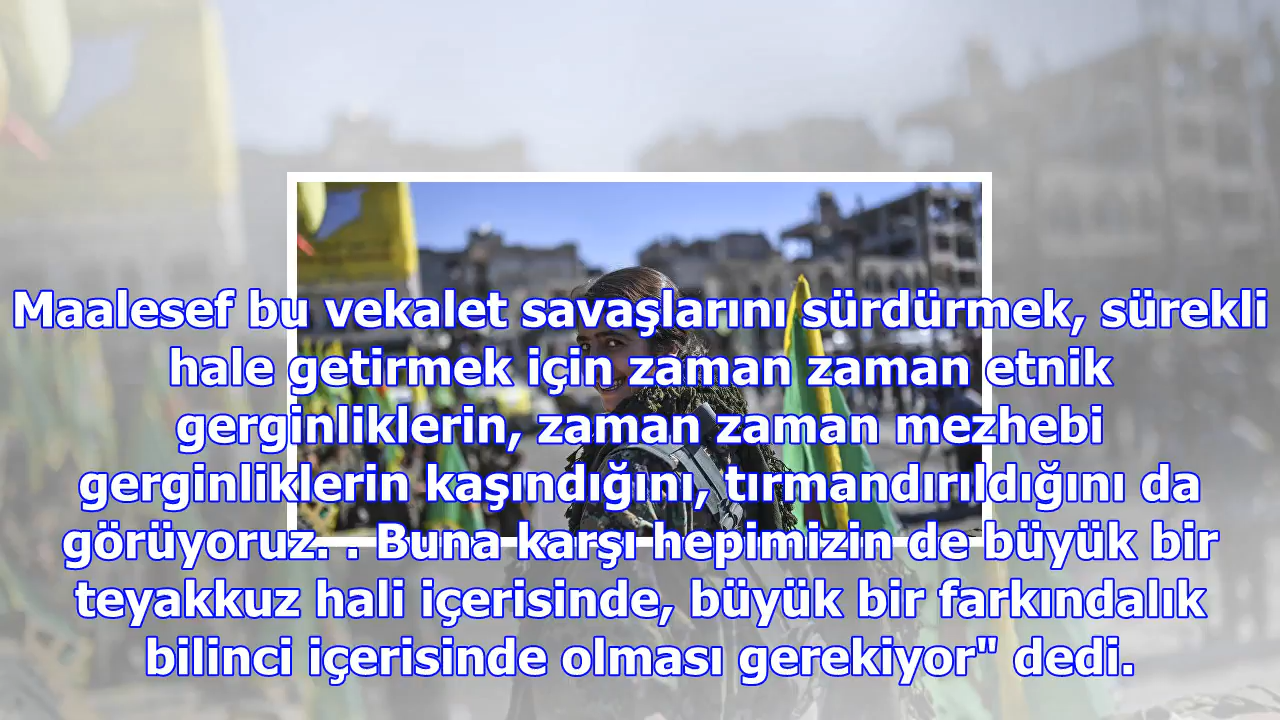 Maalesef bu vekalet savaşlarını sürdürmek, sürekli
hale getirmek için zaman zaman etnik
gerginliklerin, zaman zaman mezhebi
gerginliklerin kaşındığını, tırmandırıldığını da
görüyoruz. . Buna karşı hepimizin de büyük bir
teyakkuz hali içerisinde, büyük bir farkındalık
bilinci içerisinde olması gerekiyor" dedi.